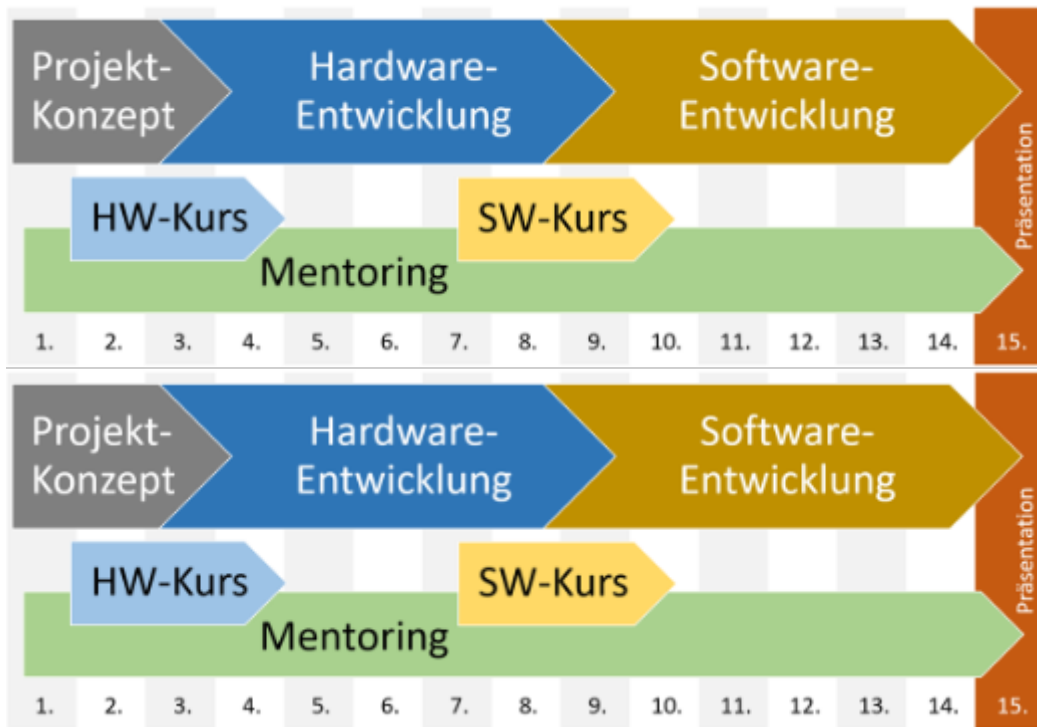 Projekt-
Konzept
Hardware-
Entwicklung
Software-
Entwicklung
Präsentation
HW-Kurs
SW-Kurs
Mentoring
1. 2. 3. 4. 5. 6. 7. 8. 9. 10. 11. 12. 13. 14. 15.
Projekt-
Konzept
Hardware-
Entwicklung
Software-
Entwicklung
Präsentation
HW-Kurs
SW-Kurs
Mentoring
1. 2. 3. 4. 5. 6. 7. 8. 9. 10. 11. 12. 13. 14. 15.